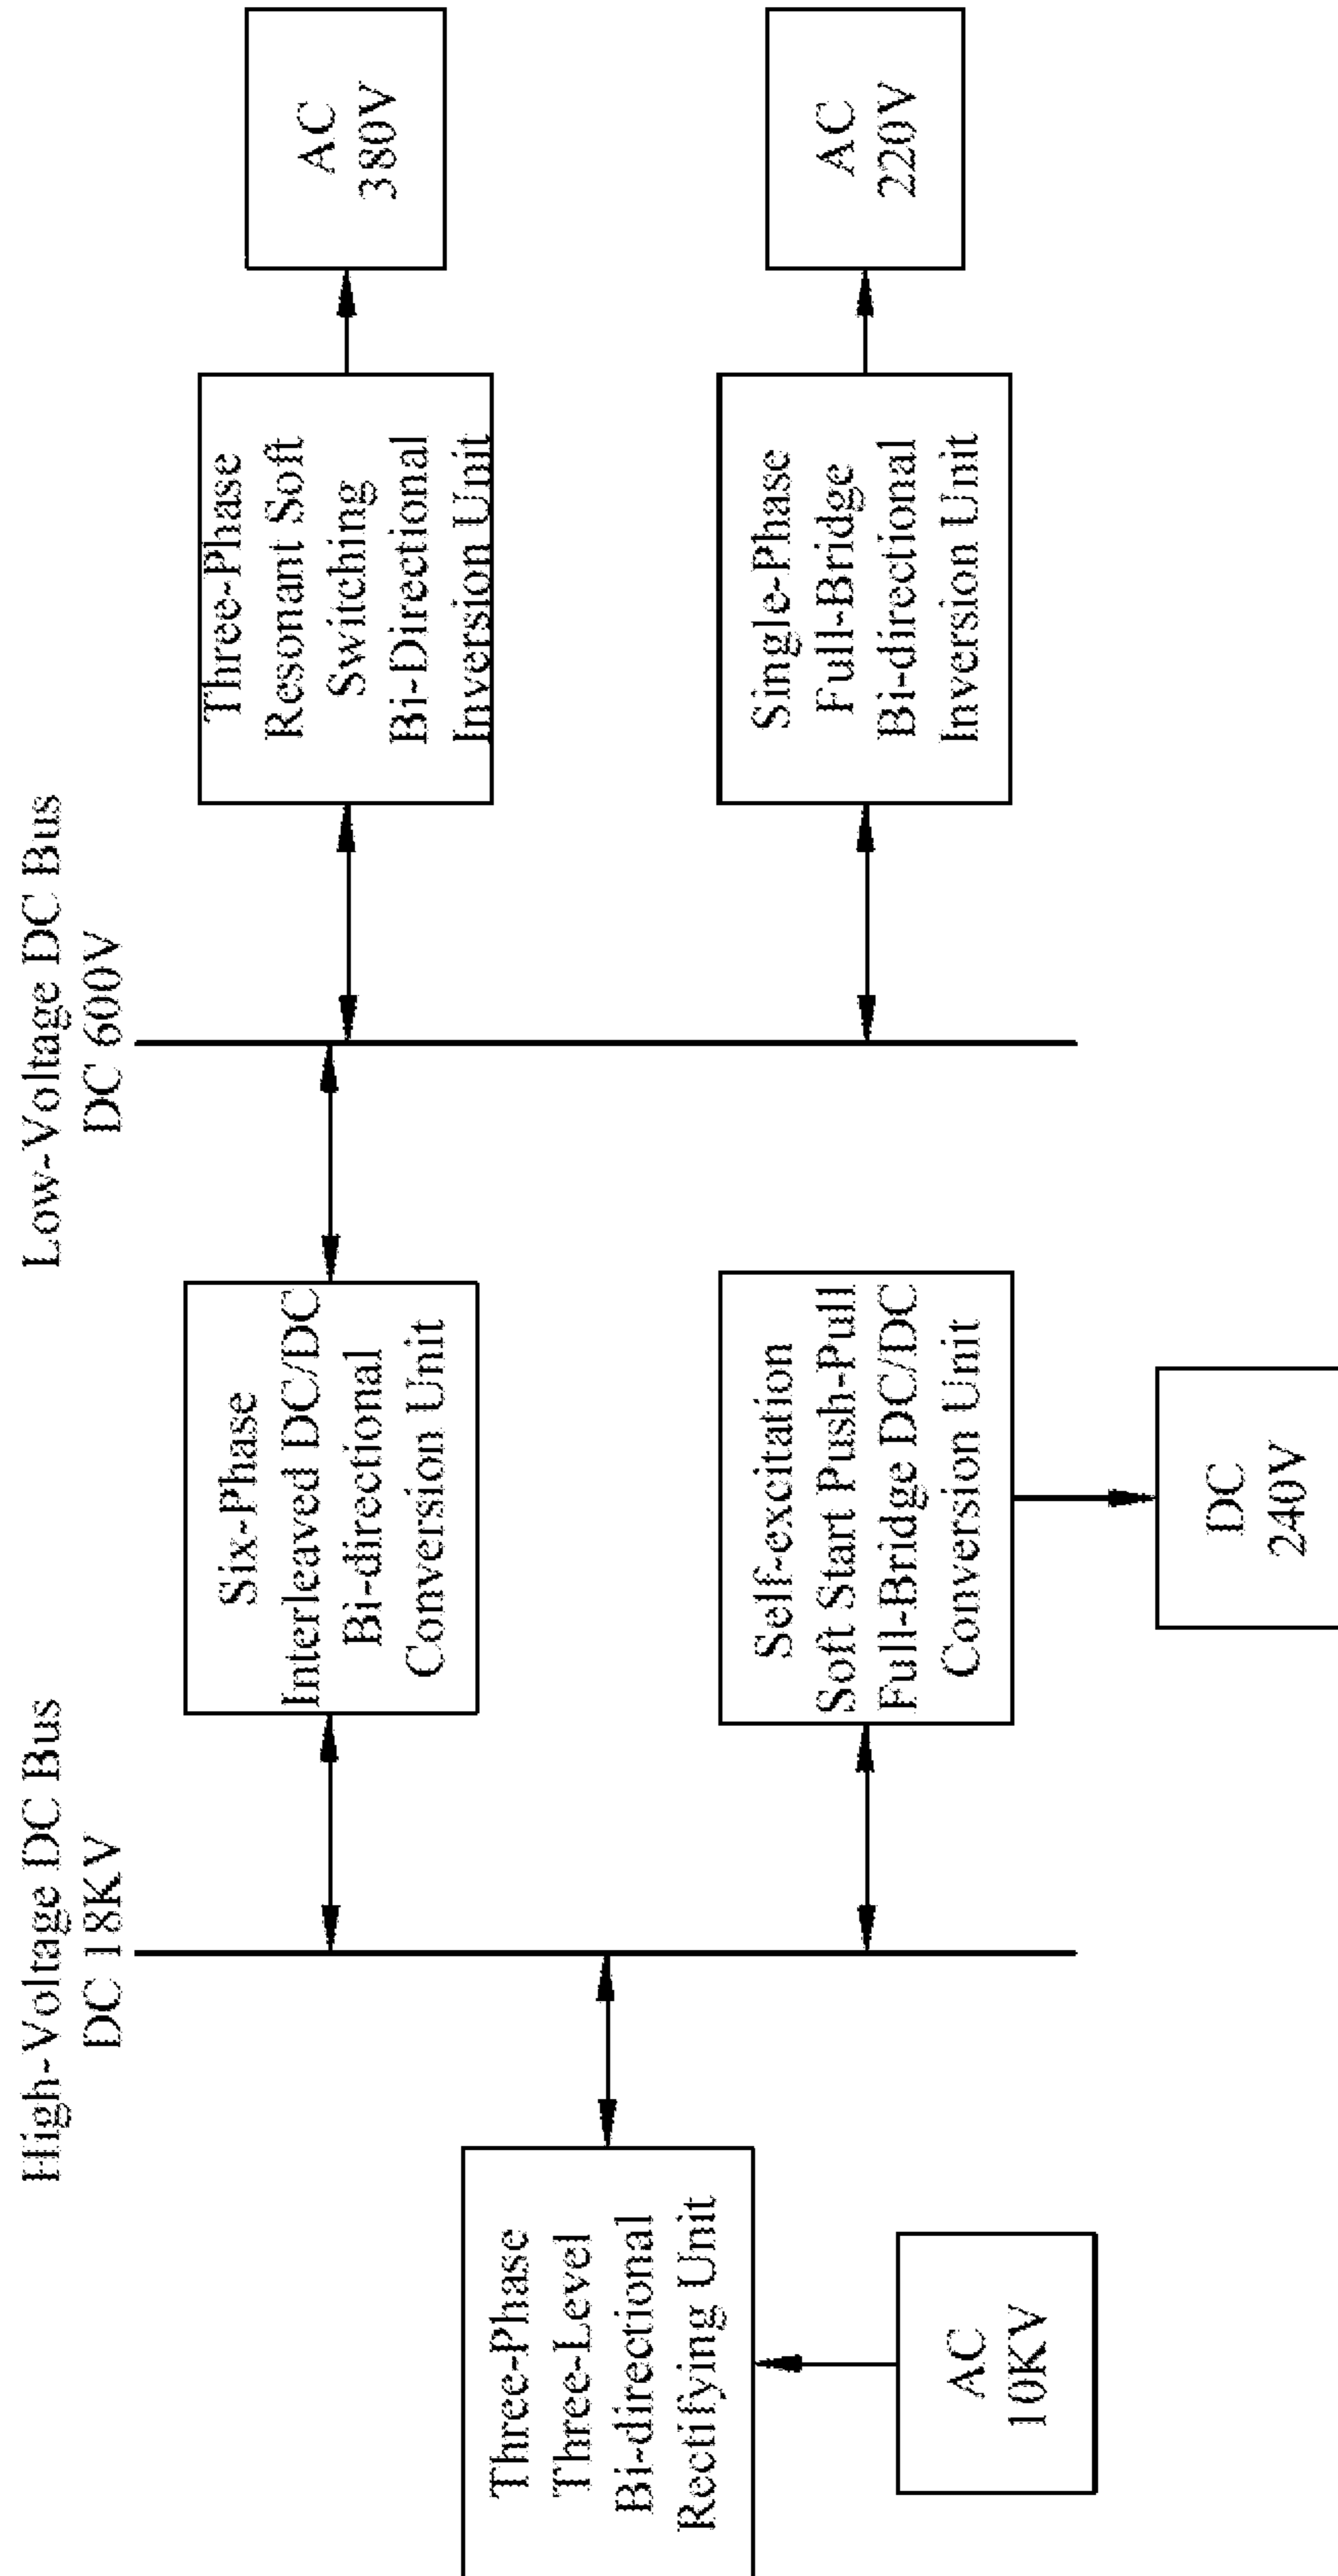 High-Voltage DC Bus
DC 18KV
Low-Voltage DC Bus
DC 600V
Three-Phase
Three-Level
Bi-directional
Rectifying Unit
AC
10KV
Six-Phase
Interleaved DC/DC
Bi-directional
Conversion Unit
Self-excitation
Soft Start Push-Pull
Full-Bridge DC/DC
Conversion Unit
DC
240V
Three-Phase
Resonant Soft
Switching
Bi-Directional
Inversion Unit
AC
380V
Single-Phase
Full-Bridge
Bi-directional
Inversion Unit
AC
220V